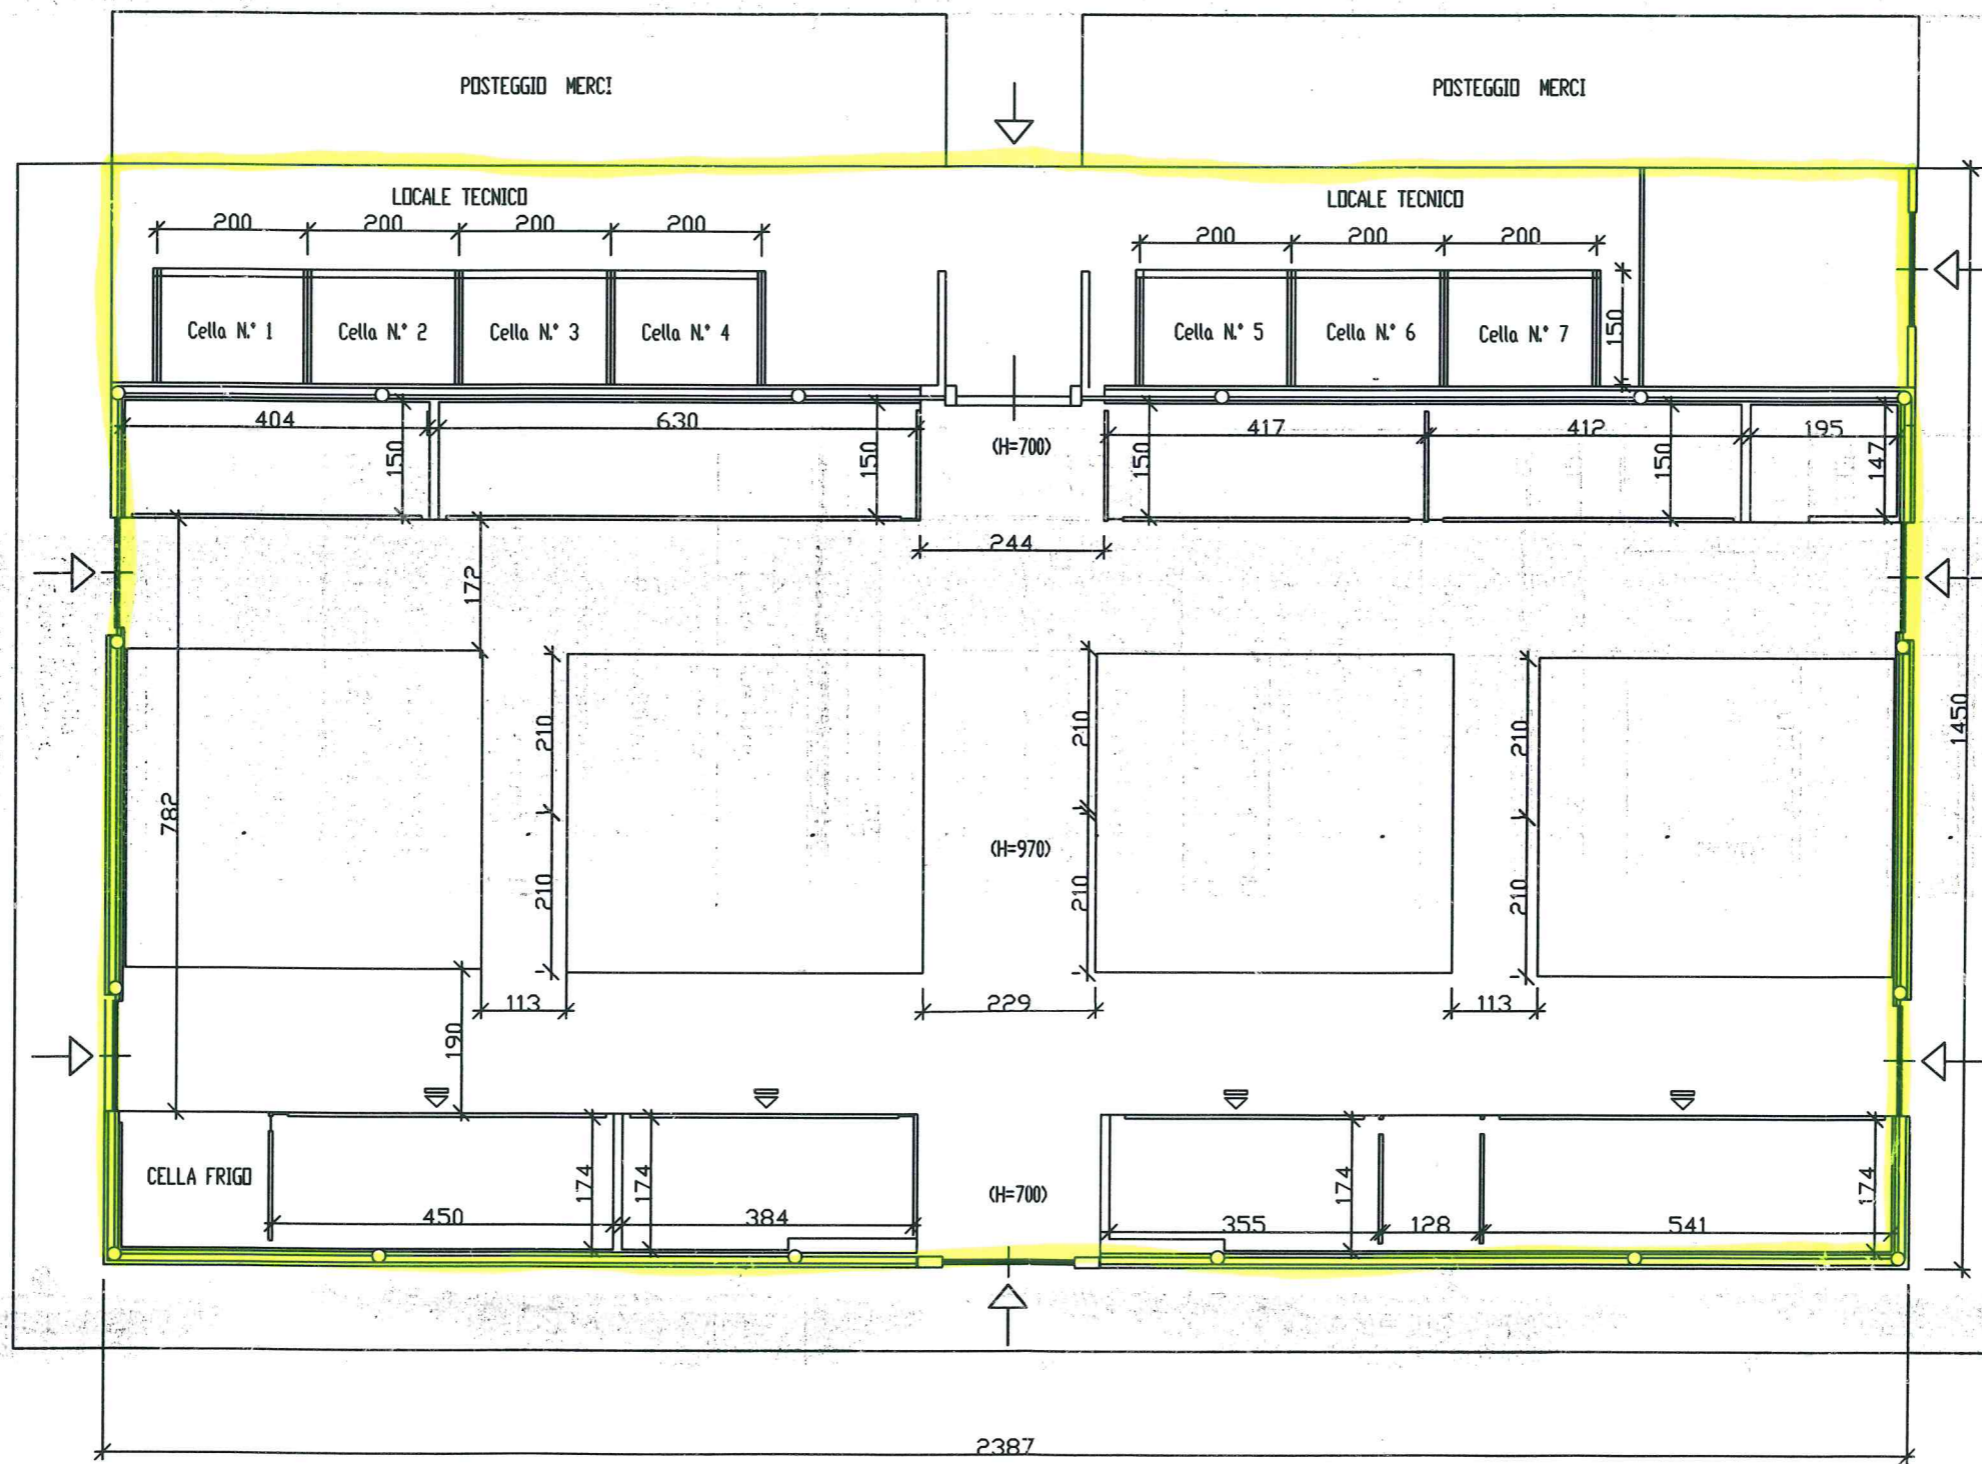 POSTEGGIO MERCI
POSTEGGIO MERCI
LOCALE TECNICO
LOCALE TECNICO
200
200
200
200
200
200
200
Cella N.° 1
Cella N.° 2
Cella N.° 3
Cella N.° 4
Cella N.° 5
Cella N.° 6
Cella N.° 7
150
404
630
417
412
195
150
150
(H=700)
150
150
147
244
172
210
210
210
1450
782
(H=970)
210
210
210
113
229
113
190
CELLA FRIGO
174
174
174
174
(H=700)
450
384
355
128
541
2387